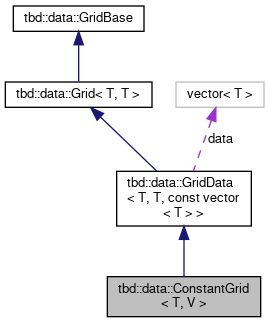 tbd::data::GridBase
tbd::data::Grid< T, T >
vector< T >
data
tbd::data::GridData
< T, T, const vector
< T > >
tbd::data::ConstantGrid
< T, V >